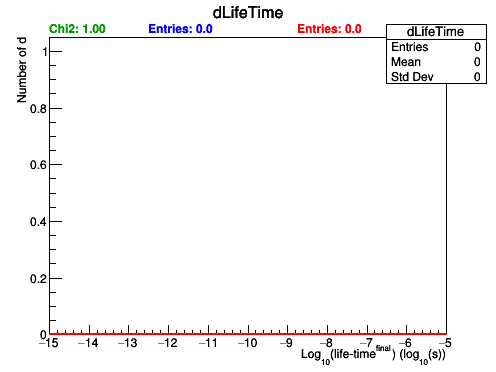 dLifeTime
Chi2: 1.00 Entries: 0.0 Entries: 0.0
dLifeTime
Entries 0
Mean 0
Std Dev 0
Number of d
1
0.8
0.6
0.4
0.2
0
−15 −14 −13 −12 −11 −10 −9 −8 −7 −6 −5
Log10(life-time^final) (log10(s))